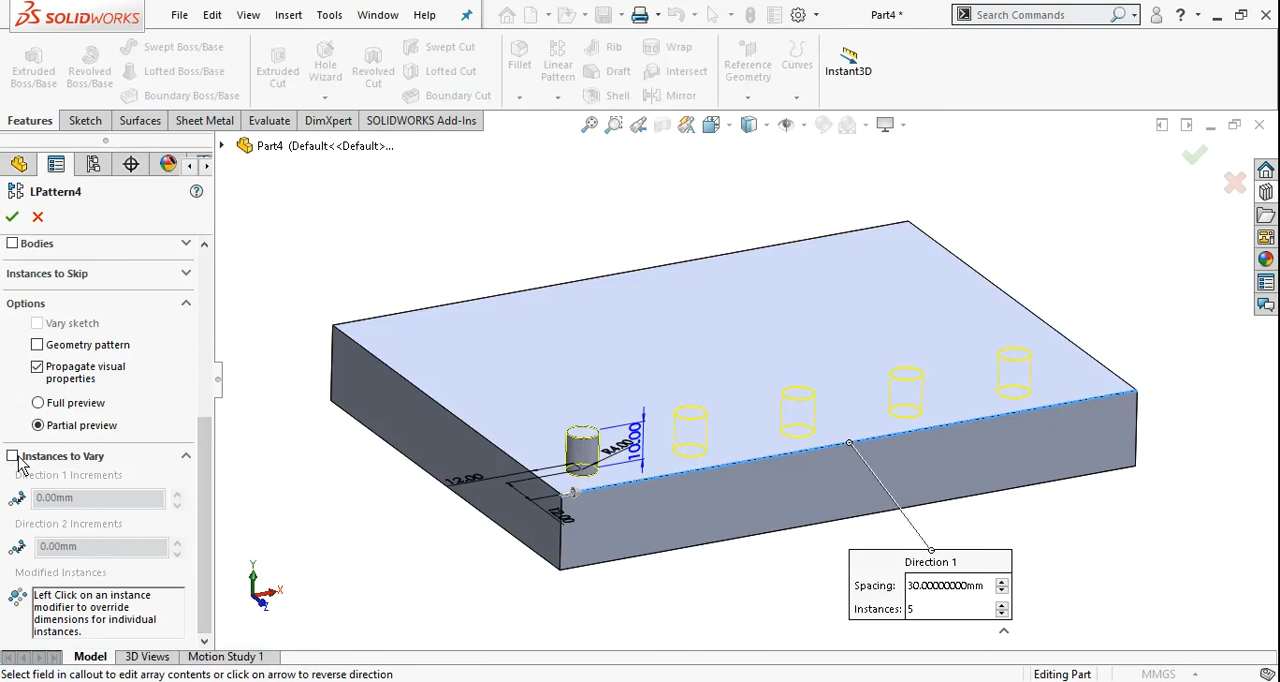 SOLIDWORKS
File
Edit
View
Insert
Tools
Window
Help
Part4 *
Search Commands
?
Extruded
Boss/Base
Revolved
Boss/Base
Swept Boss/Base
Lofted Boss/Base
Boundary Boss/Base
Extruded
Cut
Hole
Wizard
Revolved
Cut
Swept Cut
Lofted Cut
Boundary Cut
Fillet
Linear
Pattern
Rib
Draft
Shell
Wrap
Intersect
Mirror
Reference
Geometry
Curves
Instant3D
Features
Sketch
Surfaces
Sheet Metal
Evaluate
DimXpert
SOLIDWORKS Add-Ins
Part4 (Default<<Default>...
LPattern4
?
Bodies
Instances to Skip
Options
Vary sketch
Geometry pattern
Propagate visual
properties
Full preview
Partial preview
Instances to Vary
Direction 1 Increments
0.00mm
Direction 2 Increments
0.00mm
Modified Instances
Left Click on an instance
modifier to override
dimensions for individual
instances.
10.00
R4.00
12.00
12.00
Direction 1
Spacing: 30.00000000mm
Instances: 5
Y
X
Z
Model
3D Views
Motion Study 1
Select field in callout to edit array contents or click on arrow to reverse direction
Editing Part
MMGS